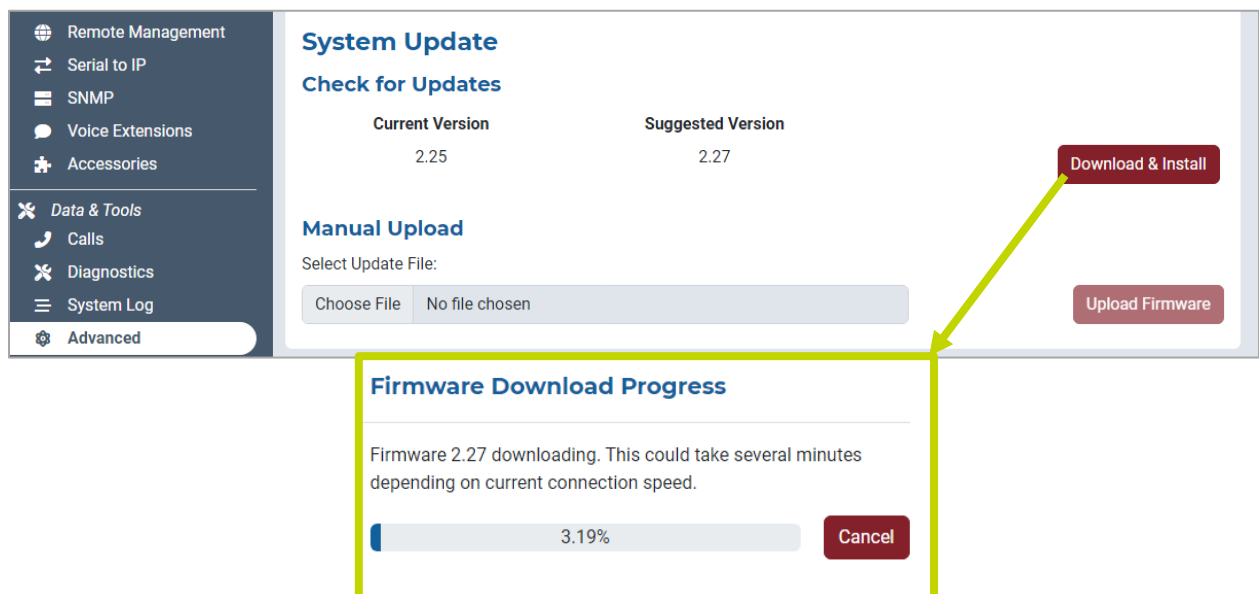 Remote Management
Serial to IP
SNMP
Voice Extensions
Accessories
Data & Tools
Calls
Diagnostics
System Log
Advanced
System Update
Check for Updates
Current Version Suggested Version
2.25 2.27
Download & Install
Manual Upload
Select Update File:
Choose File No file chosen
Upload Firmware
Firmware Download Progress
Firmware 2.27 downloading. This could take several minutes
depending on current connection speed.
3.19%
Cancel